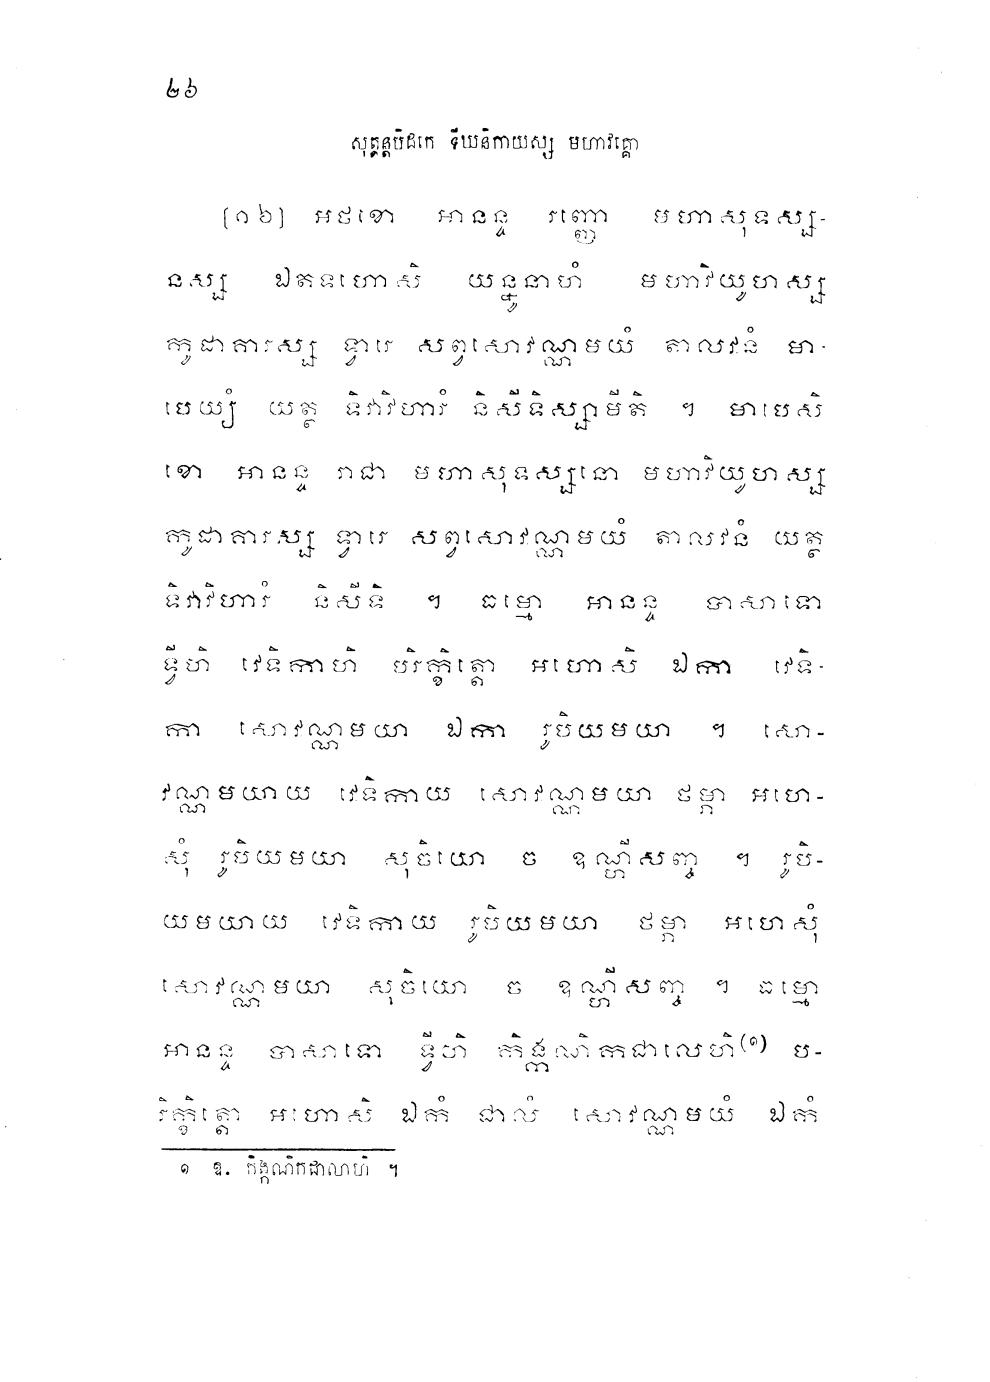 ២៦
សុត្តន្តបិដកេ ទីឃនិកាយស្ស មហាវគ្គោ
[១៦] អថខោ អានន្ទ រញ្ញោ មហាសុទស្ស-
នស្ស ឯតទហោសិ យន្នូនាហំ មហាវិយូហស្ស
កូដាគារស្ស ទ្វារេ សព្វសោវណ្ណមយំ តាលវនំ មា-
បេយ្យំ យត្ថ ទិវាវិហារំ និសីទិស្សាមីតិ ។ មាបេសិ
ខោ អានន្ទ រាជា មហាសុទស្សនោ មហាវិយូហស្ស
កូដាគារស្ស ទ្វារេ សព្វសោវណ្ណមយំ តាលវនំ យត្ថ
ទិវាវិហារំ និសីទិ ។ ធម្មោ អានន្ទ បាសាទោ
ទ្វីហិ វេទិកាហិ បរិក្ខិត្តោ អហោសិ ឯកា វេទិ-
កា សោវណ្ណមយា ឯកា រូបិយមយា ។ សោ-
វណ្ណមយាយ វេទិកាយ សោវណ្ណមយា ថម្ភា អហេ-
សុំ រូបិយមយា សុចិយោ ច ឧណ្ហីសញ្ច ។ រូបិ-
យមយាយ វេទិកាយ រូបិយមយា ថម្ភា អហេសុំ
សោវណ្ណមយា សុចិយោ ច ឧណ្ហីសញ្ច ។ ធម្មោ
អានន្ទ បាសាទោ ទ្វីហិ កិង្កណិកជាលេហិ(១) ប-
រិក្ខិត្តោ អហោសិ ឯកំ ជាលំ សោវណ្ណមយំ ឯកំ
១ ឱ. កិង្កណិកជាលាហិ ។